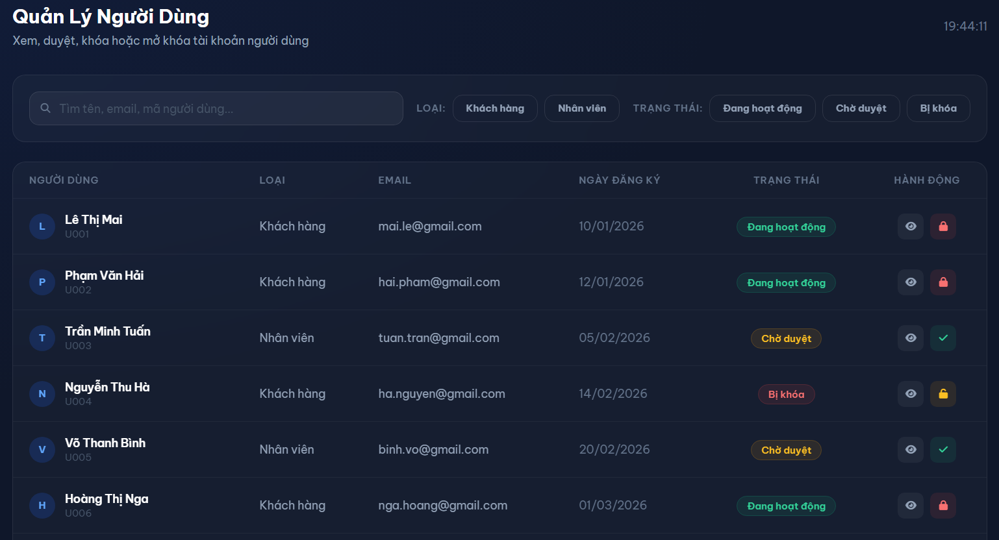 Quản Lý Người Dùng
19:44:11
Xem, duyệt, khóa hoặc mở khóa tài khoản người dùng
Tìm tên, email, mã người dùng... LOẠI: Khách hàng Nhân viên TRẠNG THÁI: Đang hoạt động Chờ duyệt Bị khóa
NGƯỜI DÙNG LOẠI EMAIL NGÀY ĐĂNG KÝ TRẠNG THÁI HÀNH ĐỘNG
L Lê Thị Mai Khách hàng mai.le@gmail.com 10/01/2026 Đang hoạt động
U001
P Phạm Văn Hải Khách hàng hai.pham@gmail.com 12/01/2026 Đang hoạt động
U002
T Trần Minh Tuấn Nhân viên tuan.tran@gmail.com 05/02/2026 Chờ duyệt
U003
N Nguyễn Thu Hà Khách hàng ha.nguyen@gmail.com 14/02/2026 Bị khóa
U004
V Võ Thanh Bình Nhân viên binh.vo@gmail.com 20/02/2026 Chờ duyệt
U005
H Hoàng Thị Nga Khách hàng nga.hoang@gmail.com 01/03/2026 Đang hoạt động
U006